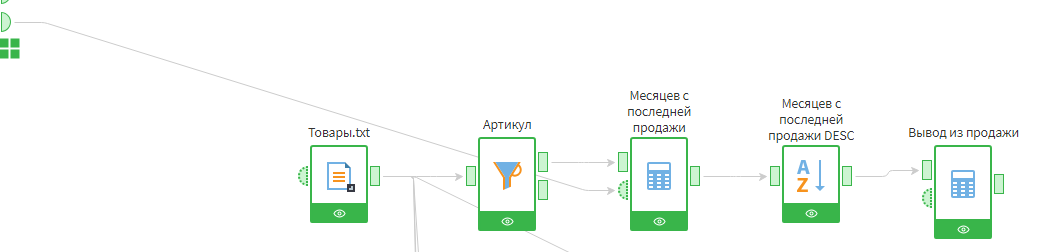 Товары.txt
Артикул
Месяцев с
последней
продажи
Месяцев с
последней
продажи DESC
A
Z
Вывод из продажи